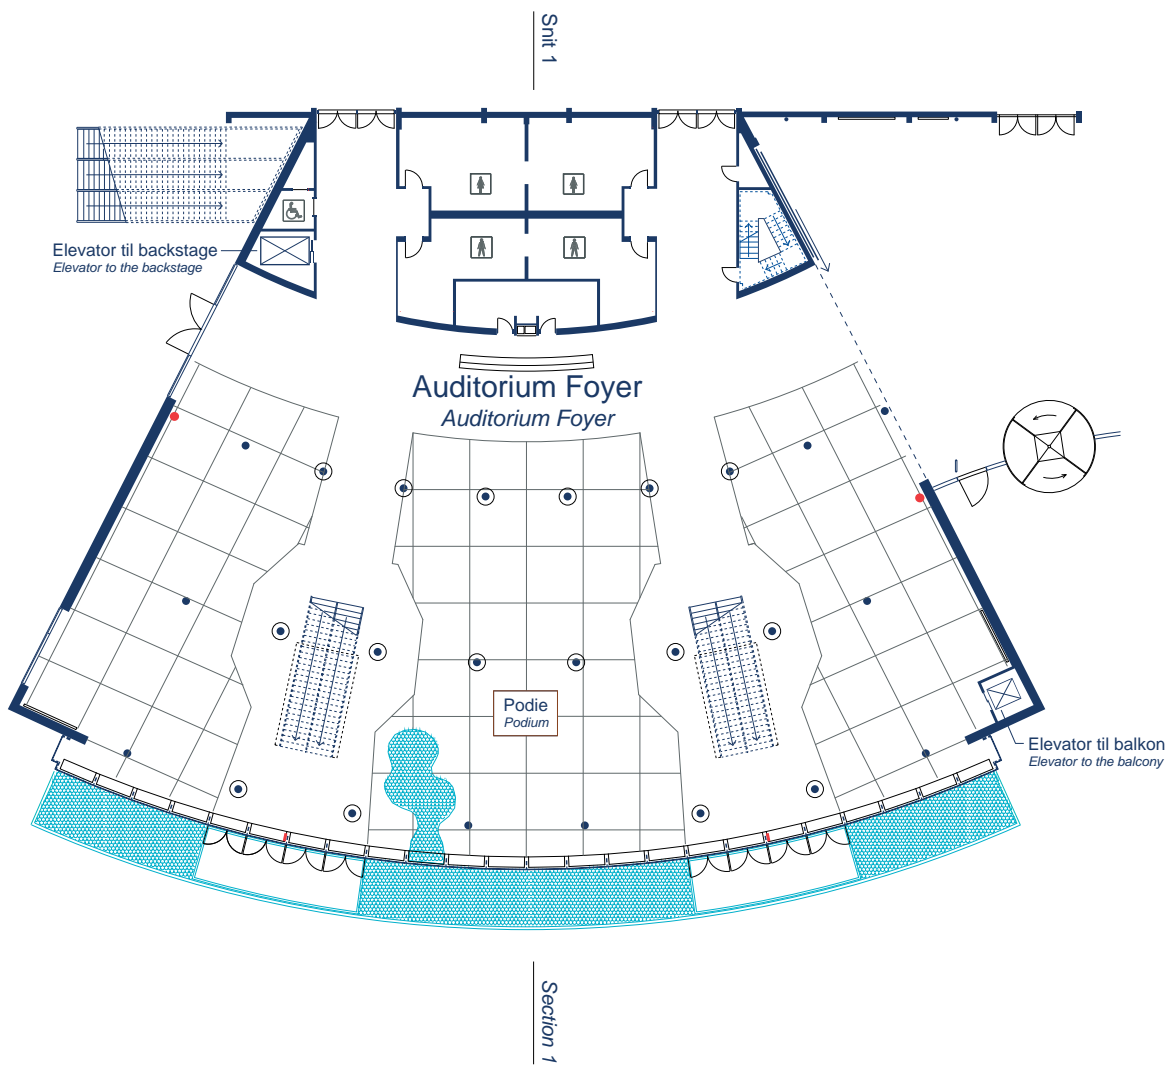 Snit 1
Elevator til backstage
Elevator to the backstage
Auditorium Foyer
Auditorium Foyer
Podie
Podium
Elevator til balkon
Elevator to the balcony
Section 1